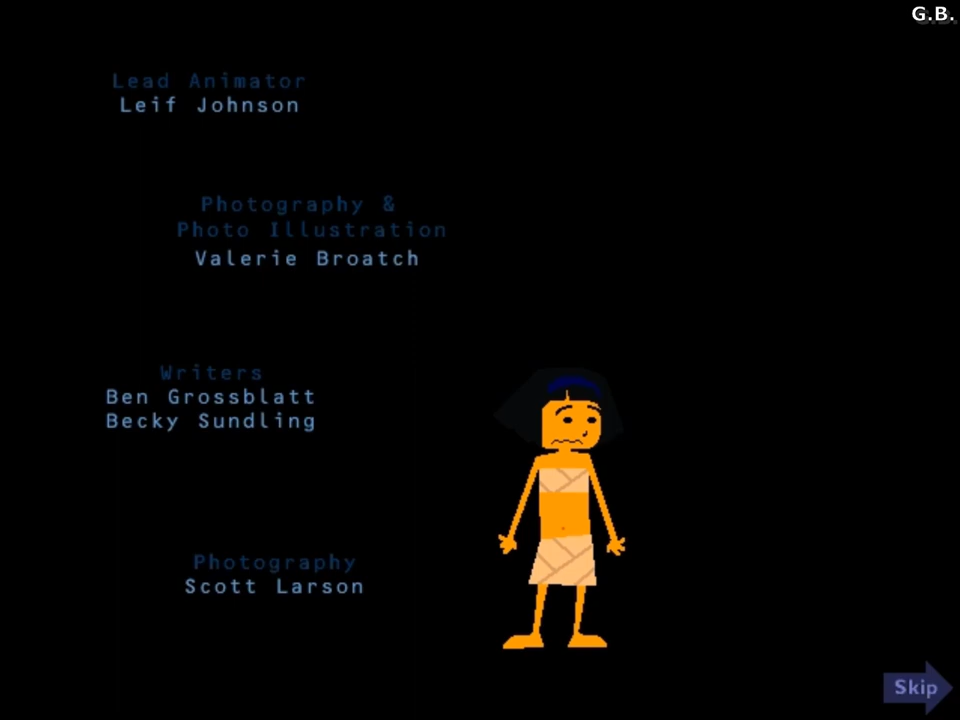 G.B.
Lead Animator
Leif Johnson
Photography &
Photo Illustration
Valerie Broatch
Writers
Ben Grossblatt
Becky Sundling
Photography
Scott Larson
Skip